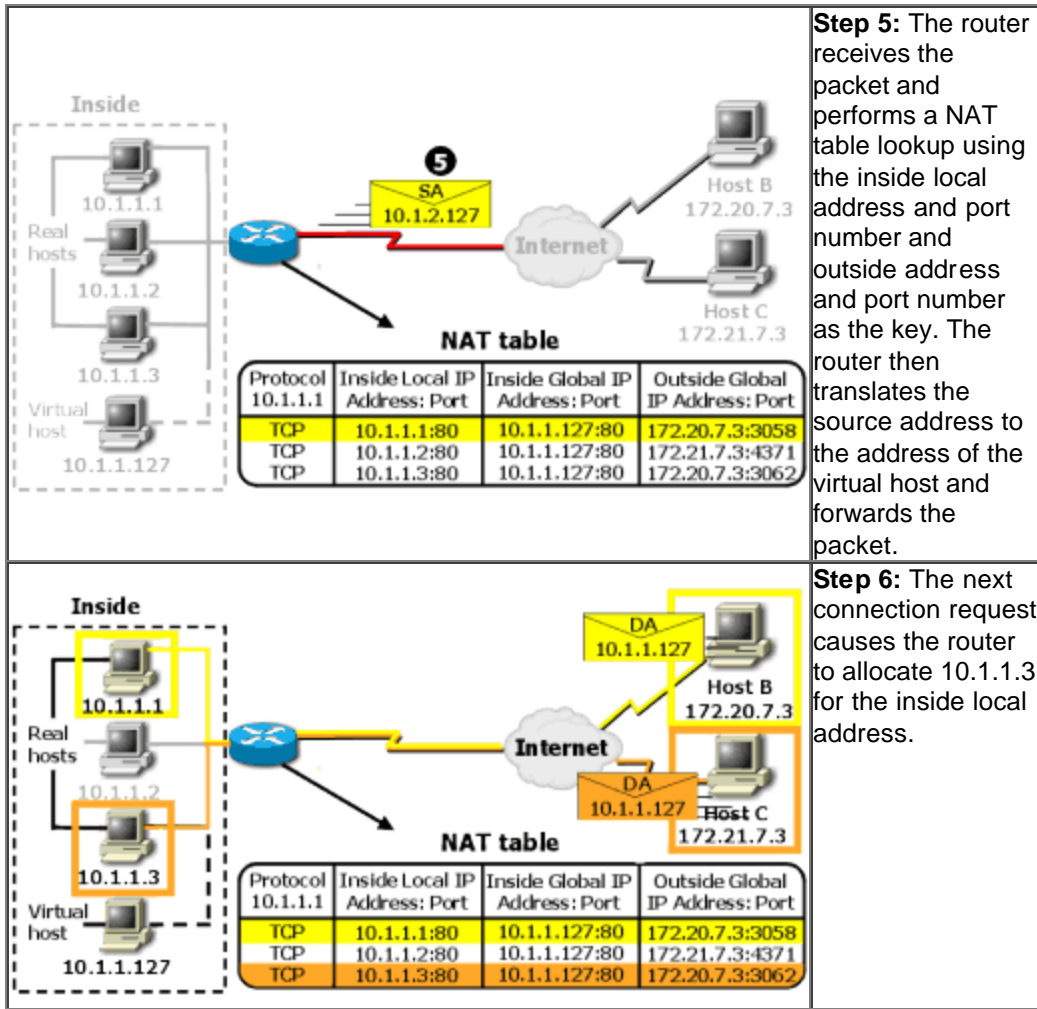 Step 5: The router
receives the
packet and
performs a NAT
table lookup using
the inside local
address and port
number and
outside address
and port number
as the key. The
router then
translates the
source address to
the address of the
virtual host and
forwards the
packet.
Inside
10.1.1.1
Real
hosts
10.1.1.2
10.1.1.3
Virtual
host
10.1.1.127
5
SA
10.1.2.127
Internet
Host B
172.20.7.3
Host C
172.21.7.3
NAT table
Protocol Inside Local IP Inside Global IP Outside Global
10.1.1.1 Address: Port Address: Port IP Address: Port
TCP 10.1.1.1:80 10.1.1.127:80 172.20.7.3:3058
TCP 10.1.1.2:80 10.1.1.127:80 172.21.7.3:4371
TCP 10.1.1.3:80 10.1.1.127:80 172.20.7.3:3062
Step 6: The next
connection request
causes the router
to allocate 10.1.1.3
for the inside local
address.
Inside
10.1.1.1
Real
hosts
10.1.1.2
10.1.1.3
Virtual
host
10.1.1.127
DA
10.1.1.127
Host B
172.20.7.3
Internet
DA
10.1.1.127
Host C
172.21.7.3
NAT table
Protocol Inside Local IP Inside Global IP Outside Global
10.1.1.1 Address: Port Address: Port IP Address: Port
TCP 10.1.1.1:80 10.1.1.127:80 172.20.7.3:3058
TCP 10.1.1.2:80 10.1.1.127:80 172.21.7.3:4371
TCP 10.1.1.3:80 10.1.1.127:80 172.20.7.3:3062